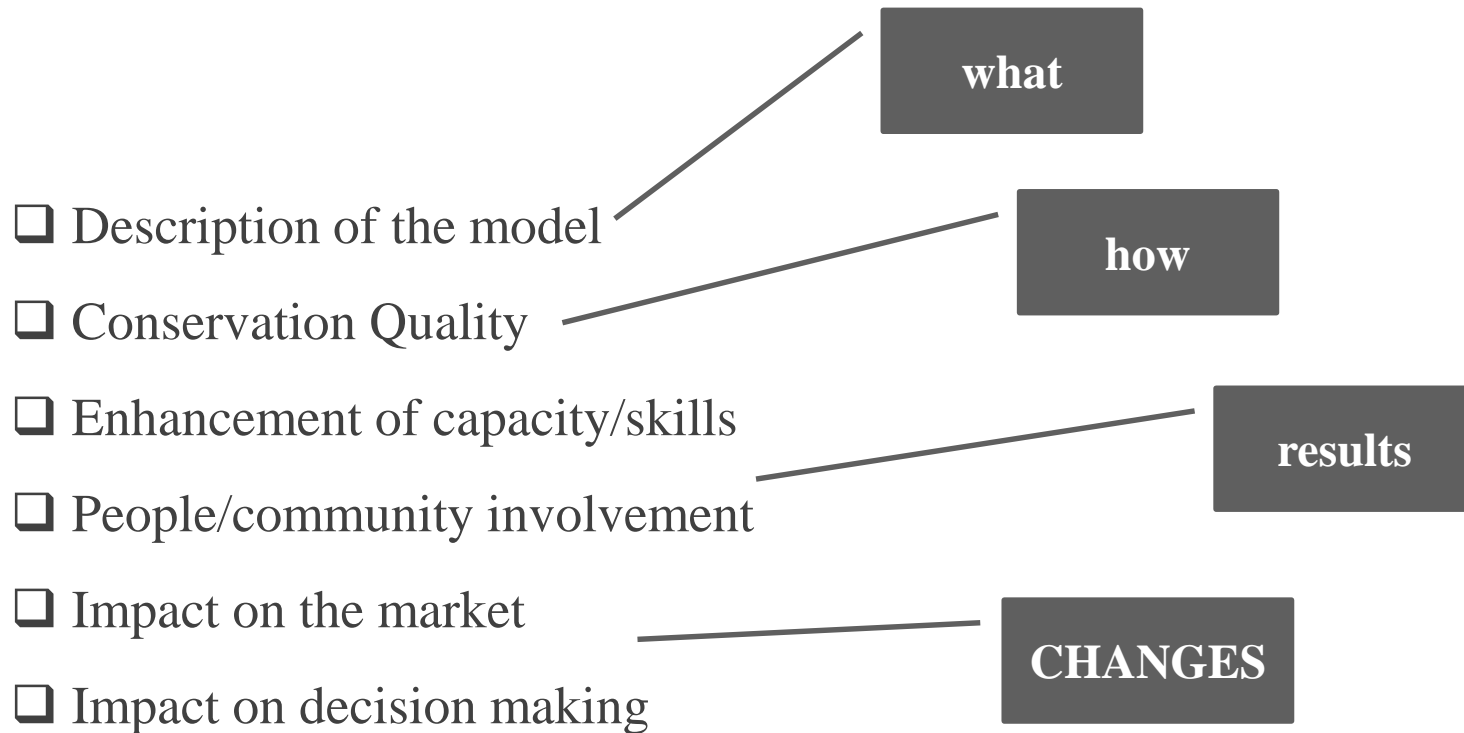 what
❑ Description of the model
how
❑ Conservation Quality
❑ Enhancement of capacity/skills
results
❑ People/community involvement
❑ Impact on the market
CHANGES
❑ Impact on decision making